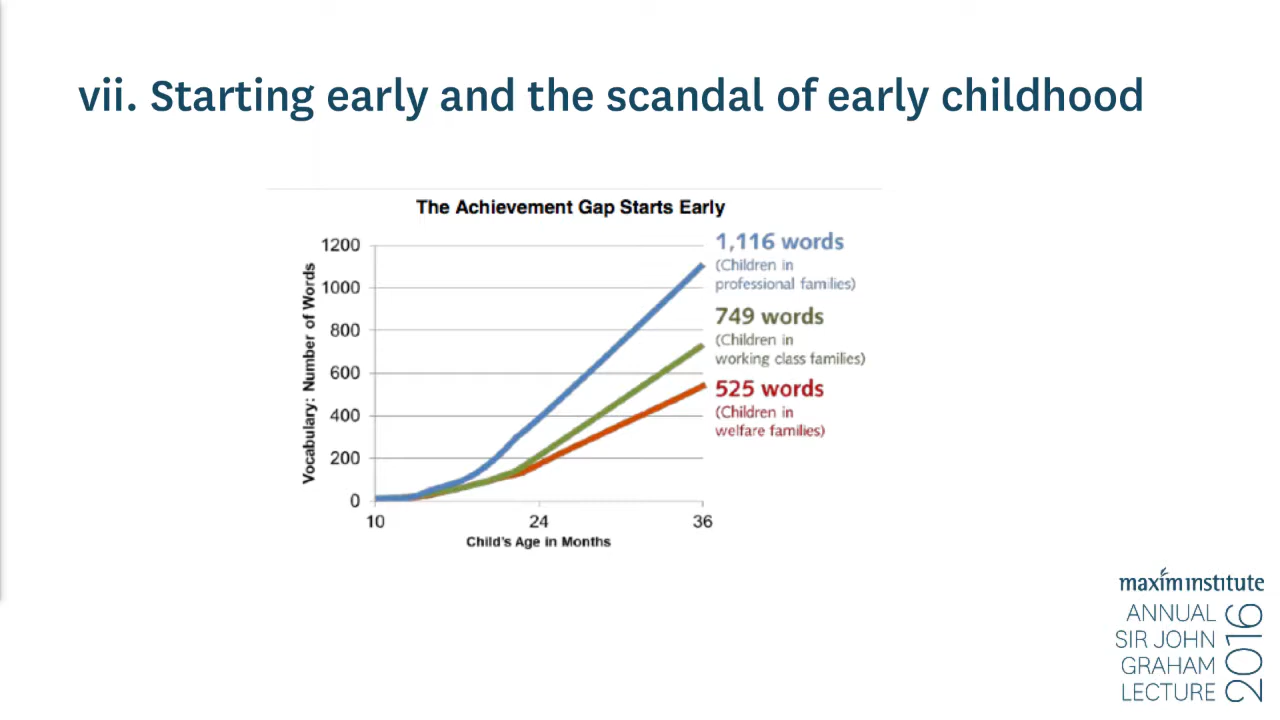 vii. Starting early and the scandal of early childhood
The Achievement Gap Starts Early
Vocabulary: Number of Words
1200
1000
800
600
400
200
0
10
24
36
Child's Age in Months
1,116 words
(Children in
professional families)
749 words
(Children in
working class families)
525 words
(Children in
welfare families)
maxim institute
ANNUAL
SIR JOHN
GRAHAM
LECTURE
2016